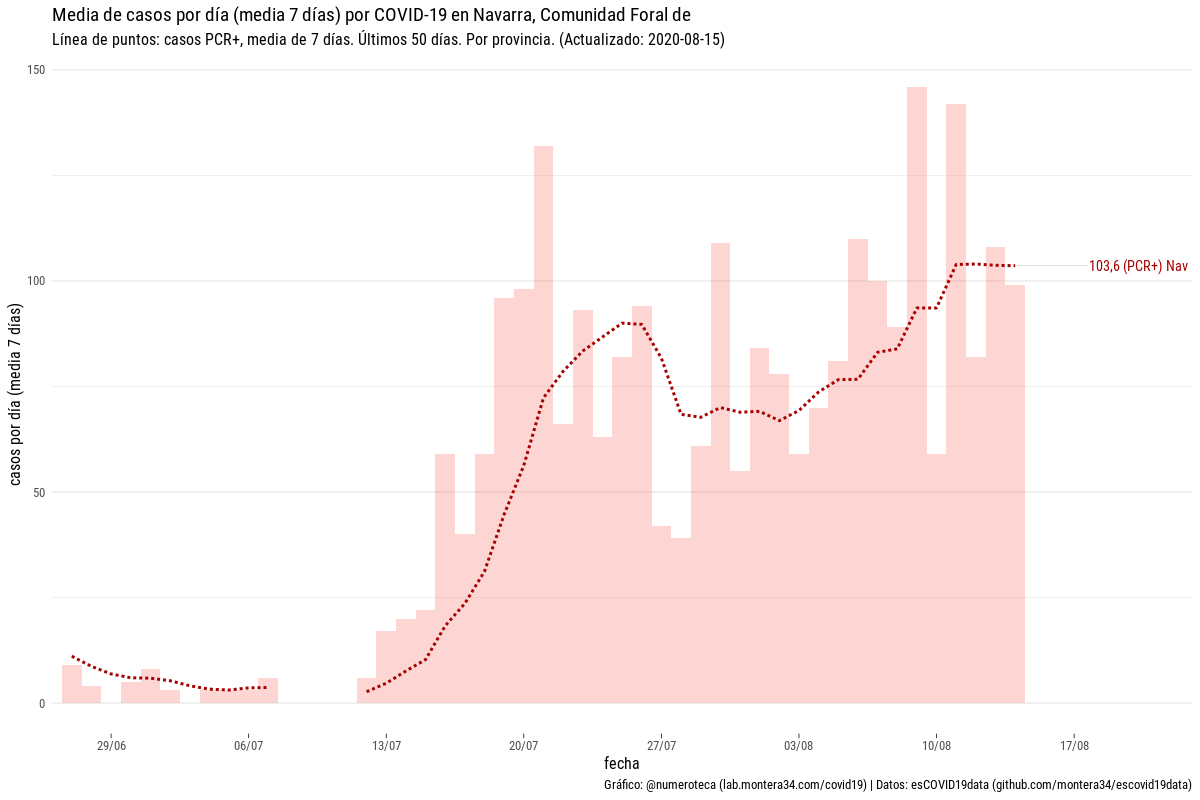 Media de casos por día (media 7 días) por COVID-19 en Navarra, Comunidad Foral de
Línea de puntos: casos PCR+, media de 7 días. Últimos 50 días. Por provincia. (Actualizado: 2020-08-15)
150
100
50
0
casos por día (media 7 días)
103,6 (PCR+) Nav
29/06
06/07
13/07
20/07
27/07
03/08
10/08
17/08
fecha
Gráfico: @numeroteca (lab.montera34.com/covid19) | Datos: esCOVID19data (github.com/montera34/escovid19data)